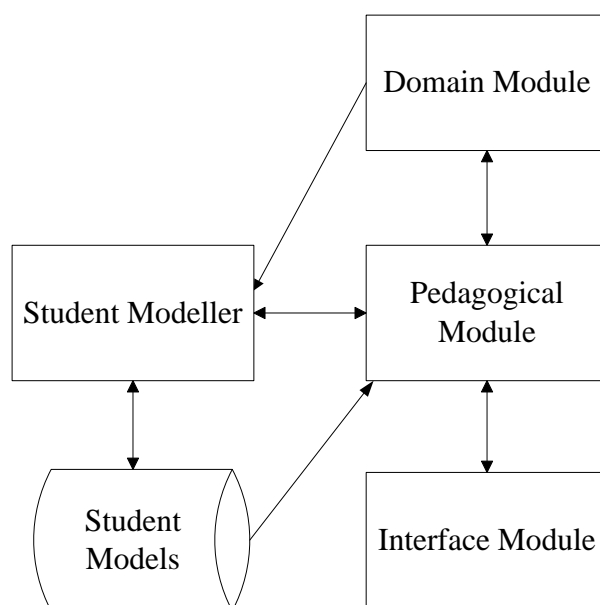 Domain Module
Student Modeller
Pedagogical
Module
Student
Models
Interface Module